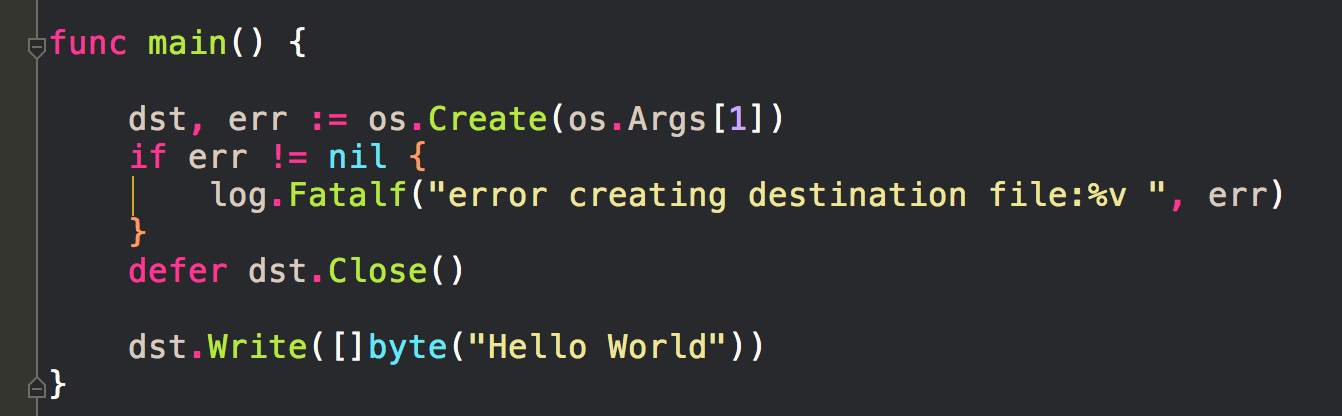 func main() {
dst, err := os.Create(os.Args[1])
if err != nil {
log.Fatalf("error creating destination file:%v ", err)
}
defer dst.Close()
dst.Write([]byte("Hello World"))
}